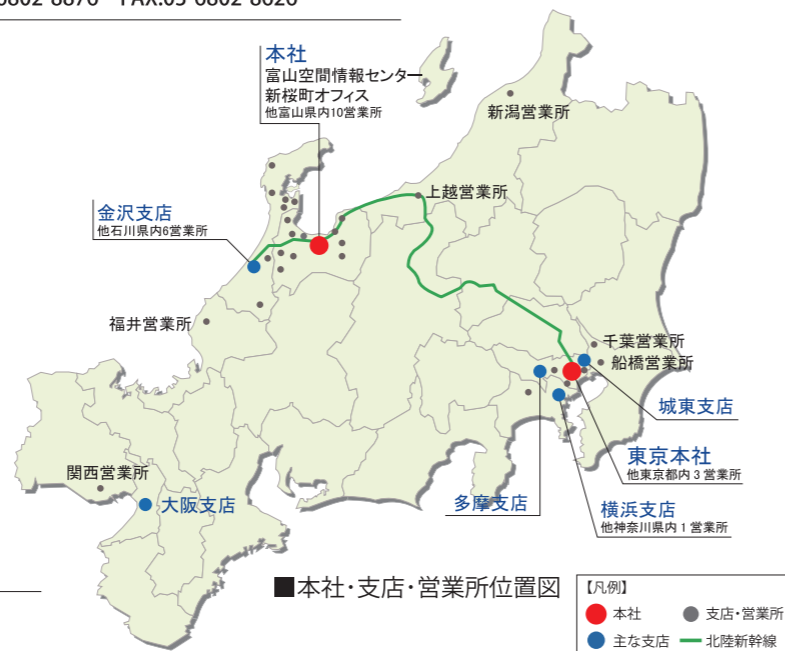 6802-8876 FAX.03-6802-8626
本社
富山空間情報センター
新桜町オフィス
他富山県内10営業所
新潟営業所
上越営業所
金沢支店
他石川県内6営業所
福井営業所
千葉営業所
船橋営業所
城東支店
東京本社
他東京都内 3 営業所
関西営業所
大阪支店
多摩支店
横浜支店
他神奈川県内 1 営業所
■本社・支店・営業所位置図
【凡例】
本社
支店・営業所
主な支店
北陸新幹線